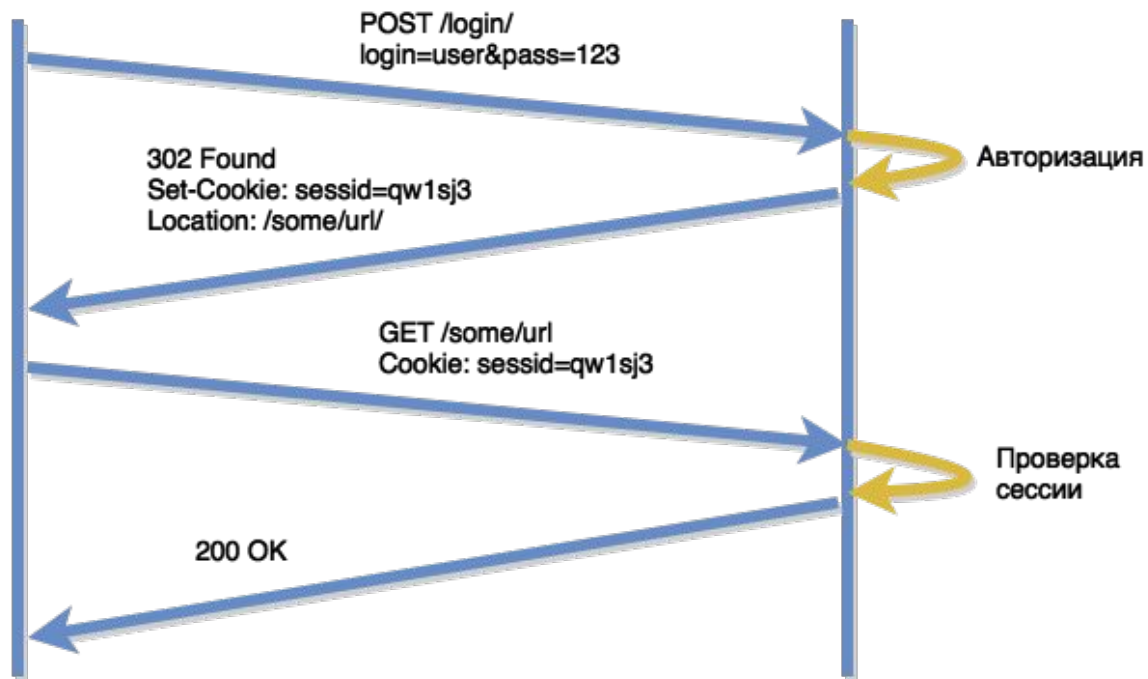 POST /login/
login=user&pass=123
Авторизация
302 Found
Set-Cookie: sessid=qw1sj3
Location: /some/url/
GET /some/url
Cookie: sessid=qw1sj3
Проверка
сессии
200 OK